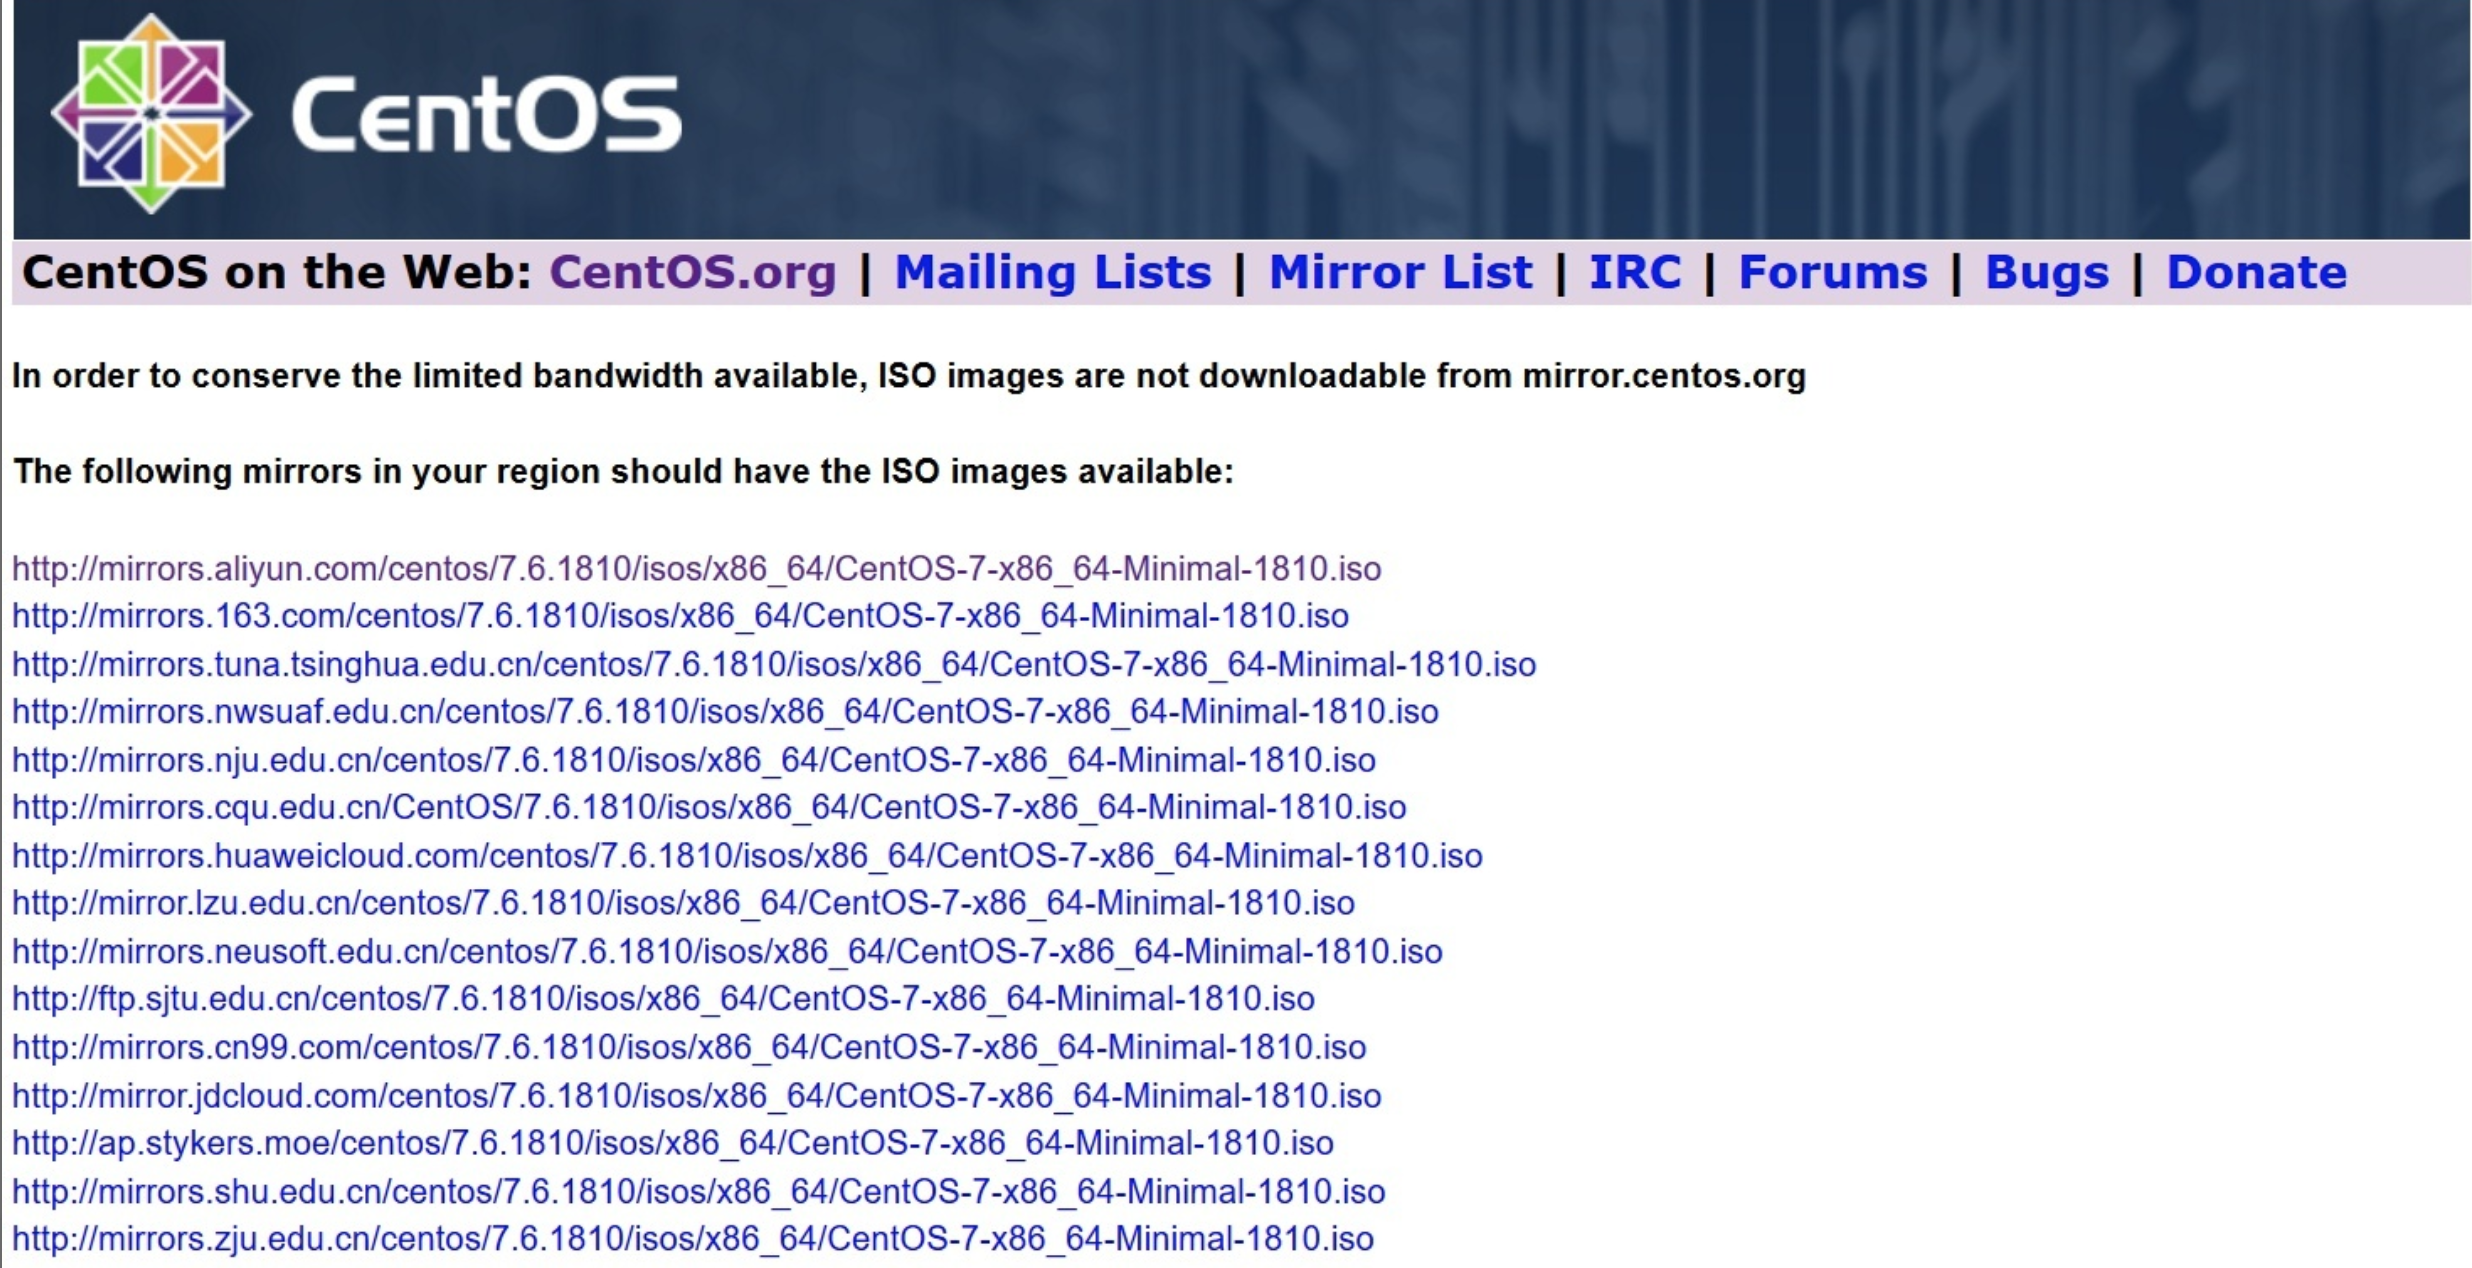 CentOS
CentOS on the Web: CentOS.org | Mailing Lists | Mirror List | IRC | Forums | Bugs | Donate
In order to conserve the limited bandwidth available, ISO images are not downloadable from mirror.centos.org
The following mirrors in your region should have the ISO images available:
http://mirrors.aliyun.com/centos/7.6.1810/isos/x86_64/CentOS-7-x86_64-Minimal-1810.iso
http://mirrors.163.com/centos/7.6.1810/isos/x86_64/CentOS-7-x86_64-Minimal-1810.iso
http://mirrors.tuna.tsinghua.edu.cn/centos/7.6.1810/isos/x86_64/CentOS-7-x86_64-Minimal-1810.iso
http://mirrors.nwsuaf.edu.cn/centos/7.6.1810/isos/x86_64/CentOS-7-x86_64-Minimal-1810.iso
http://mirrors.nju.edu.cn/centos/7.6.1810/isos/x86_64/CentOS-7-x86_64-Minimal-1810.iso
http://mirrors.cqu.edu.cn/CentOS/7.6.1810/isos/x86_64/CentOS-7-x86_64-Minimal-1810.iso
http://mirrors.huaweicloud.com/centos/7.6.1810/isos/x86_64/CentOS-7-x86_64-Minimal-1810.iso
http://mirror.lzu.edu.cn/centos/7.6.1810/isos/x86_64/CentOS-7-x86_64-Minimal-1810.iso
http://mirrors.neusoft.edu.cn/centos/7.6.1810/isos/x86_64/CentOS-7-x86_64-Minimal-1810.iso
http://ftp.sjtu.edu.cn/centos/7.6.1810/isos/x86_64/CentOS-7-x86_64-Minimal-1810.iso
http://mirrors.cn99.com/centos/7.6.1810/isos/x86_64/CentOS-7-x86_64-Minimal-1810.iso
http://mirror.jdcloud.com/centos/7.6.1810/isos/x86_64/CentOS-7-x86_64-Minimal-1810.iso
http://ap.stykers.moe/centos/7.6.1810/isos/x86_64/CentOS-7-x86_64-Minimal-1810.iso
http://mirrors.shu.edu.cn/centos/7.6.1810/isos/x86_64/CentOS-7-x86_64-Minimal-1810.iso
http://mirrors.zju.edu.cn/centos/7.6.1810/isos/x86_64/CentOS-7-x86_64-Minimal-1810.iso